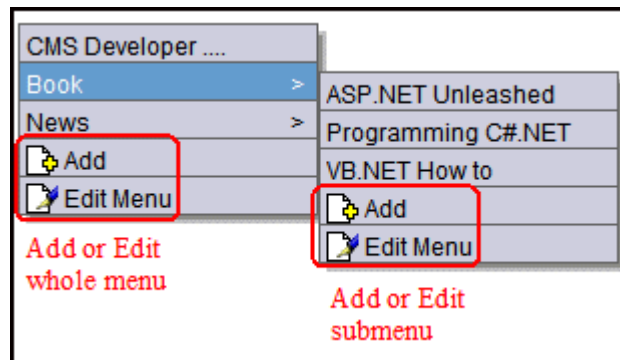 CMS Developer ....
Book >
News >
Add
Edit Menu
Add or Edit
whole menu
ASP.NET Unleashed
Programming C#.NET
VB.NET How to
Add
Edit Menu
Add or Edit
submenu